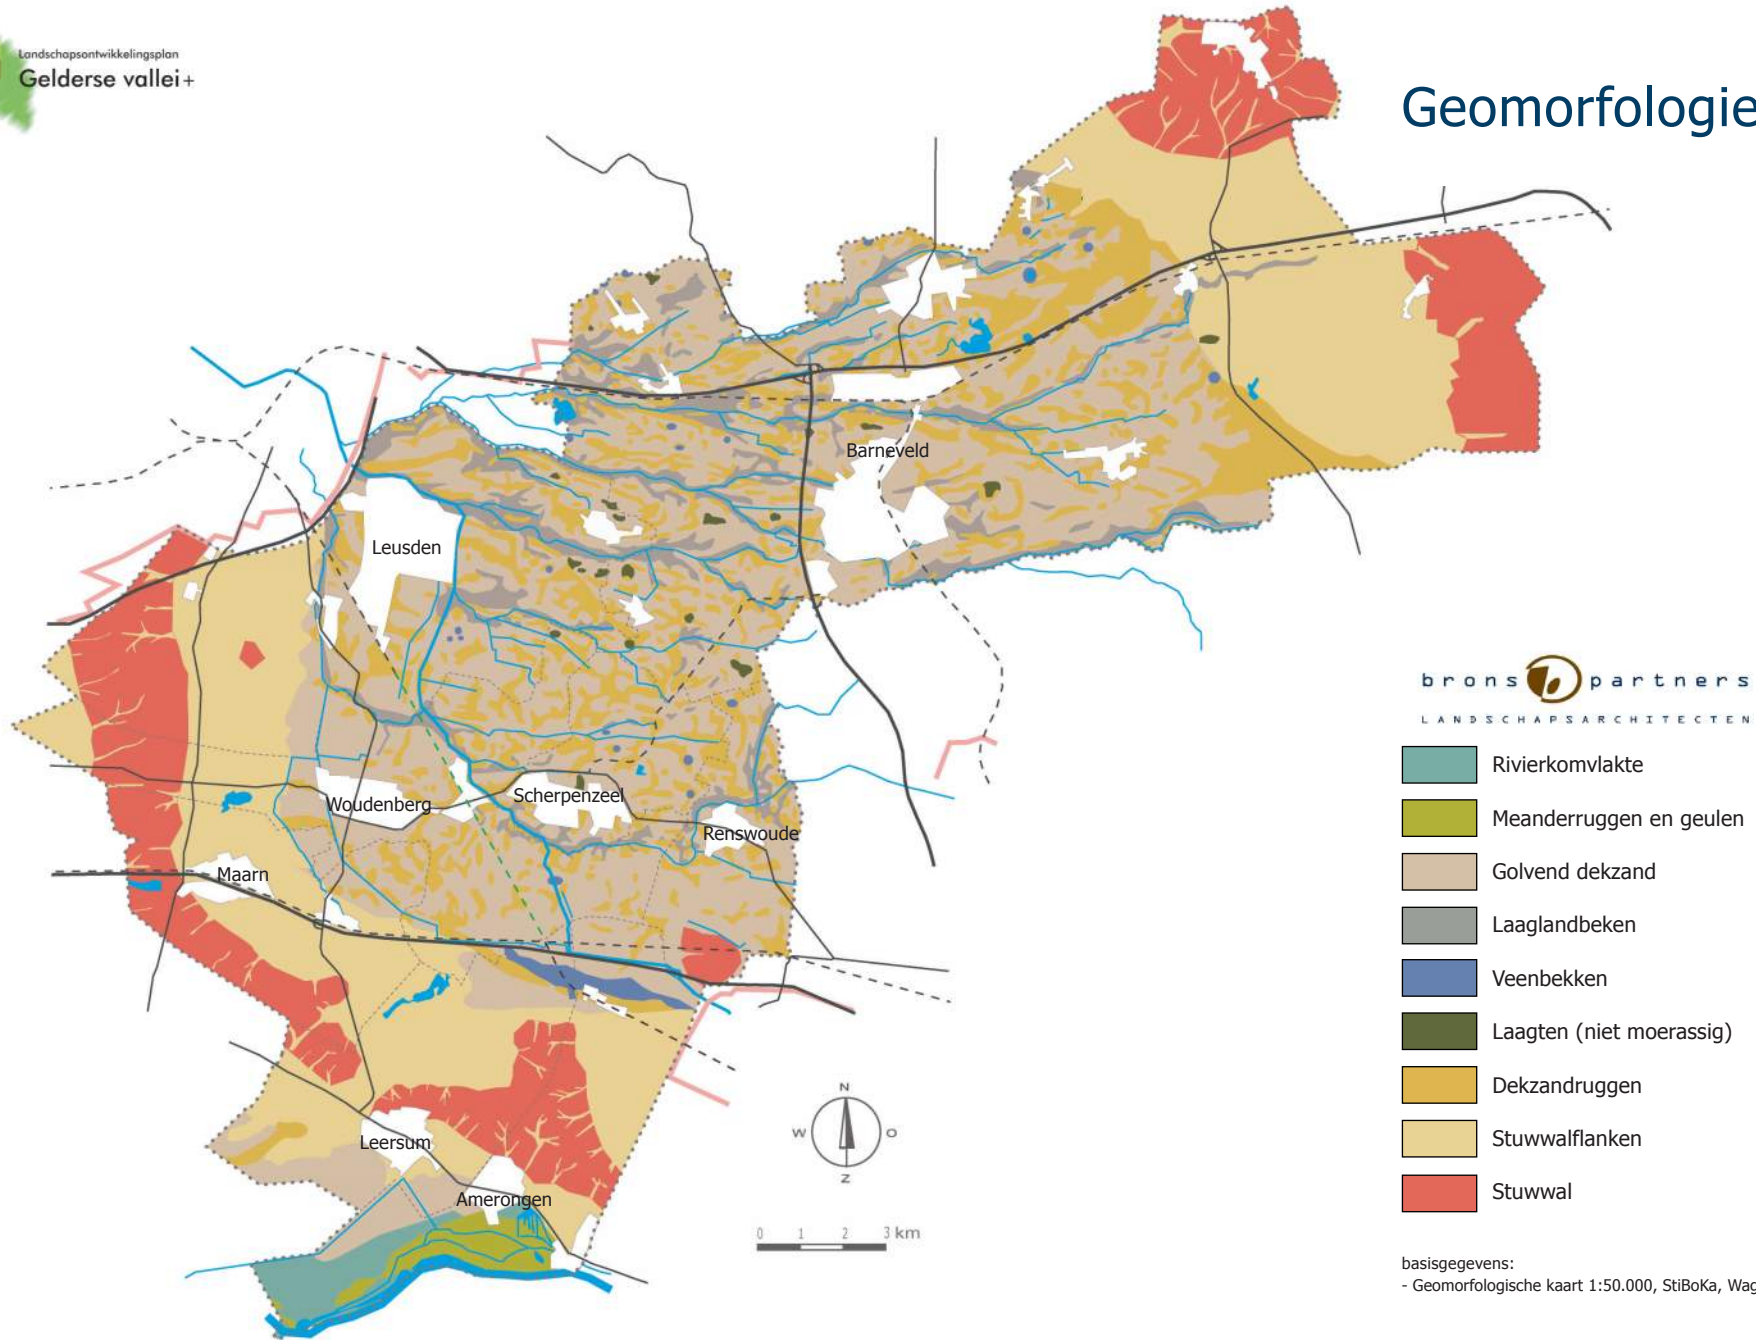 Landschapsontwikkelingsplan
Gelderse vallei+
Geomorfologie
Barneveld
Leusden
Woudenberg
Scherpenzeel
Renswoude
Maarn
Leersum
Amerongen
N
W O
Z
0 1 2 3 km
brons partners
LANDSCHAPSARCHITECTEN
Rivierkomvlakte
Meanderruggen en geulen
Golvend dekzand
Laaglandbeken
Veenbekken
Laagten (niet moerassig)
Dekzandruggen
Stuwwalflanken
Stuwwal
basisgegevens:
- Geomorfologische kaart 1:50.000, StiBoKa, Wag